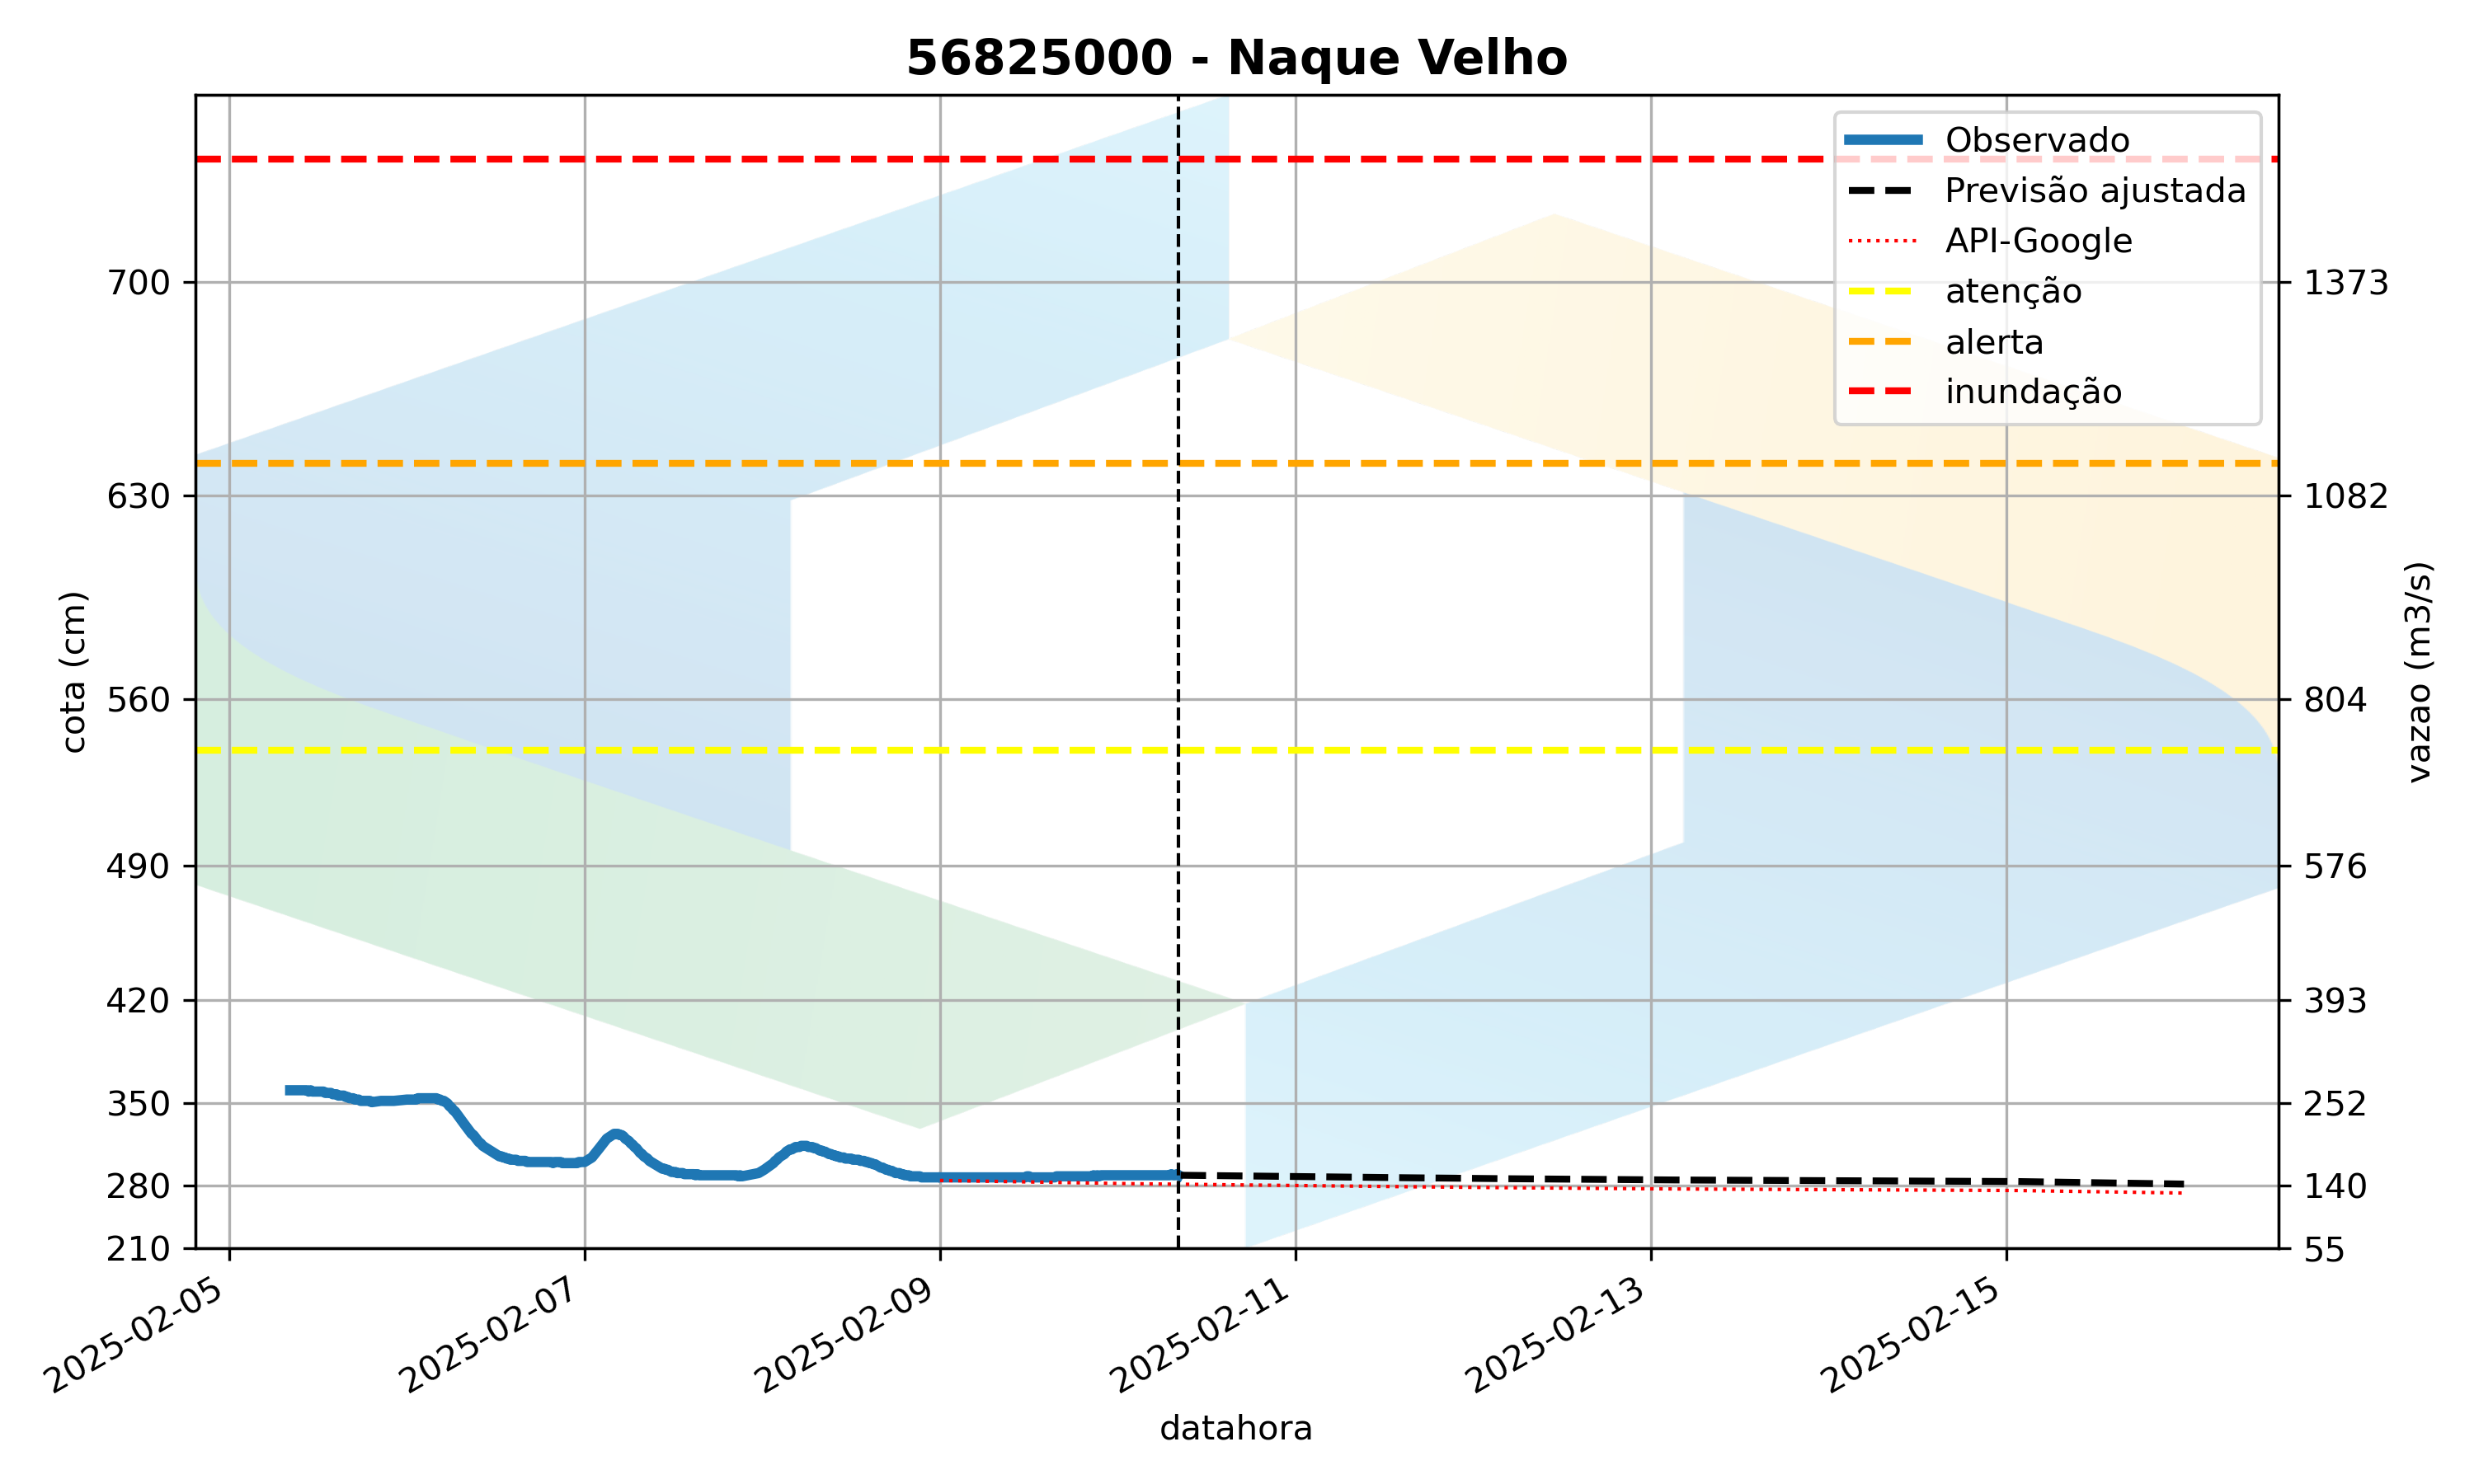 56825000 - Naque Velho
Observado
Previsão ajustada
API-Google
atenção
alerta
inundação
cota (cm)
700
630
560
490
420
350
280
210
1373
1082
804
576
393
252
140
55
vazao (m3/s)
2025-02-05
2025-02-07
2025-02-09
2025-02-11
2025-02-13
2025-02-15
datahora